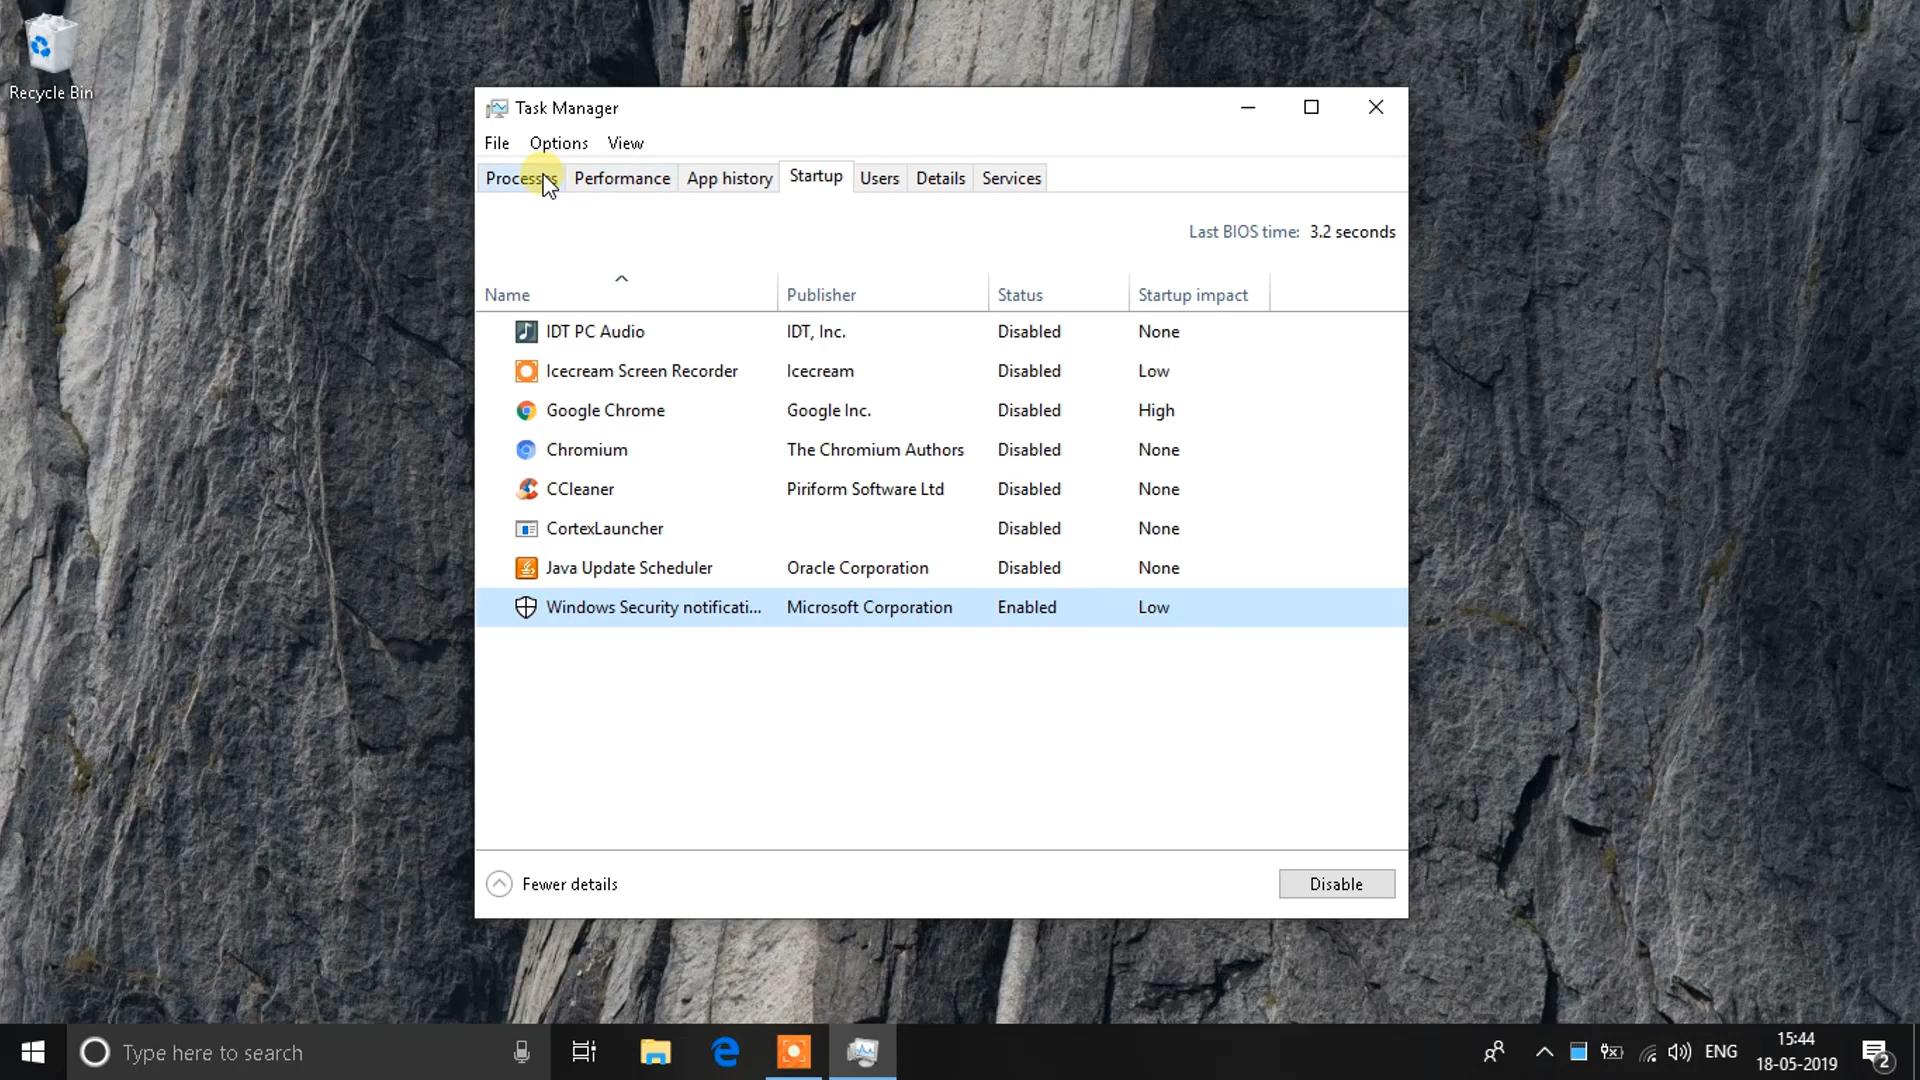 Recycle Bin
Task Manager
File Options View
Processes Performance App history Startup Users Details Services
Last BIOS time: 3.2 seconds
Name Publisher Status Startup impact
IDT PC Audio IDT, Inc. Disabled None
Icecream Screen Recorder Icecream Disabled Low
Google Chrome Google Inc. Disabled High
Chromium The Chromium Authors Disabled None
CCleaner Piriform Software Ltd Disabled None
CortexLauncher Disabled None
Java Update Scheduler Oracle Corporation Disabled None
Windows Security notificati... Microsoft Corporation Enabled Low
Fewer details Disable
Type here to search ENG 15:44
18-05-2019 2